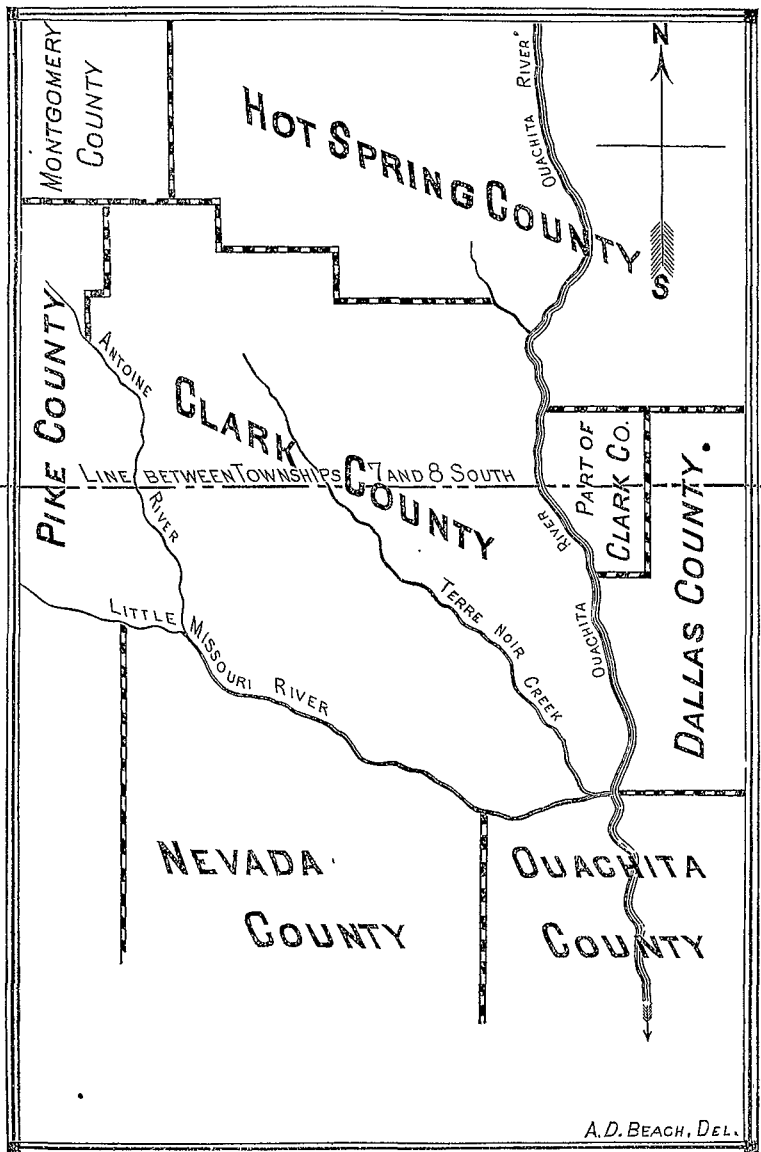 MONTGOMERY
COUNTY
HOT SPRING COUNTY
OUACHITA RIVER
N
S
PIKE COUNTY
ANTOINE
RIVER
CLARK
COUNTY
LINE BETWEEN TOWNSHIPS 7 AND 8 SOUTH
PART OF
CLARK CO.
DALLAS COUNTY.
RIVER
OUACHITA
TERRE NOIR
CREEK
LITTLE MISSOURI RIVER
NEVADA
COUNTY
OUACHITA
COUNTY
A.D. BEACH, DEL.